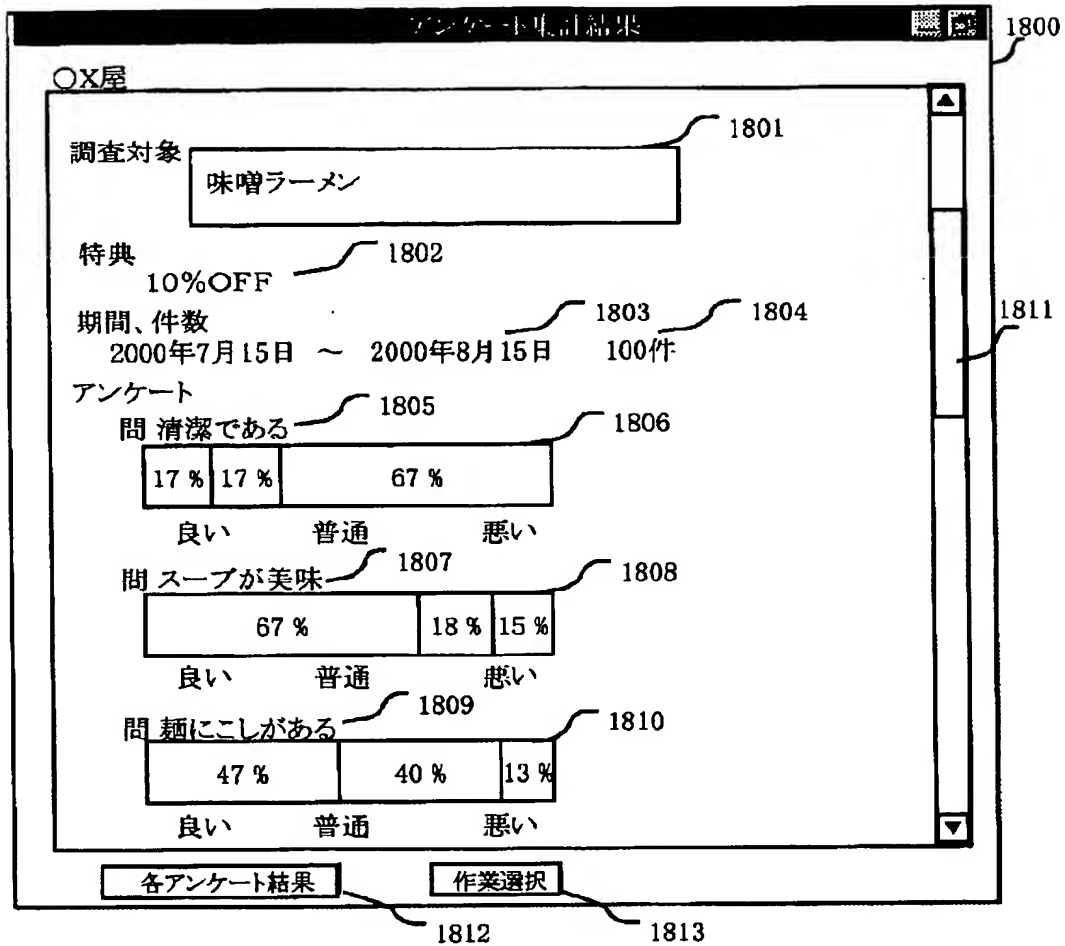 アンケート集計結果
1800
〇X屋
1801
調査対象
味噌ラーメン
特典
1802
10%OFF
期間、件数
1803
1804
2000年7月15日 ～ 2000年8月15日 100件
1811
アンケート
1805
問 清潔である
1806
17 % 17 % 67 %
良い 普通 悪い
1807
問 スープが美味
1808
67 % 18 % 15 %
良い 普通 悪い
1809
問 麺にこしがある
1810
47 % 40 % 13 %
良い 普通 悪い
各アンケート結果 作業選択
1812 1813